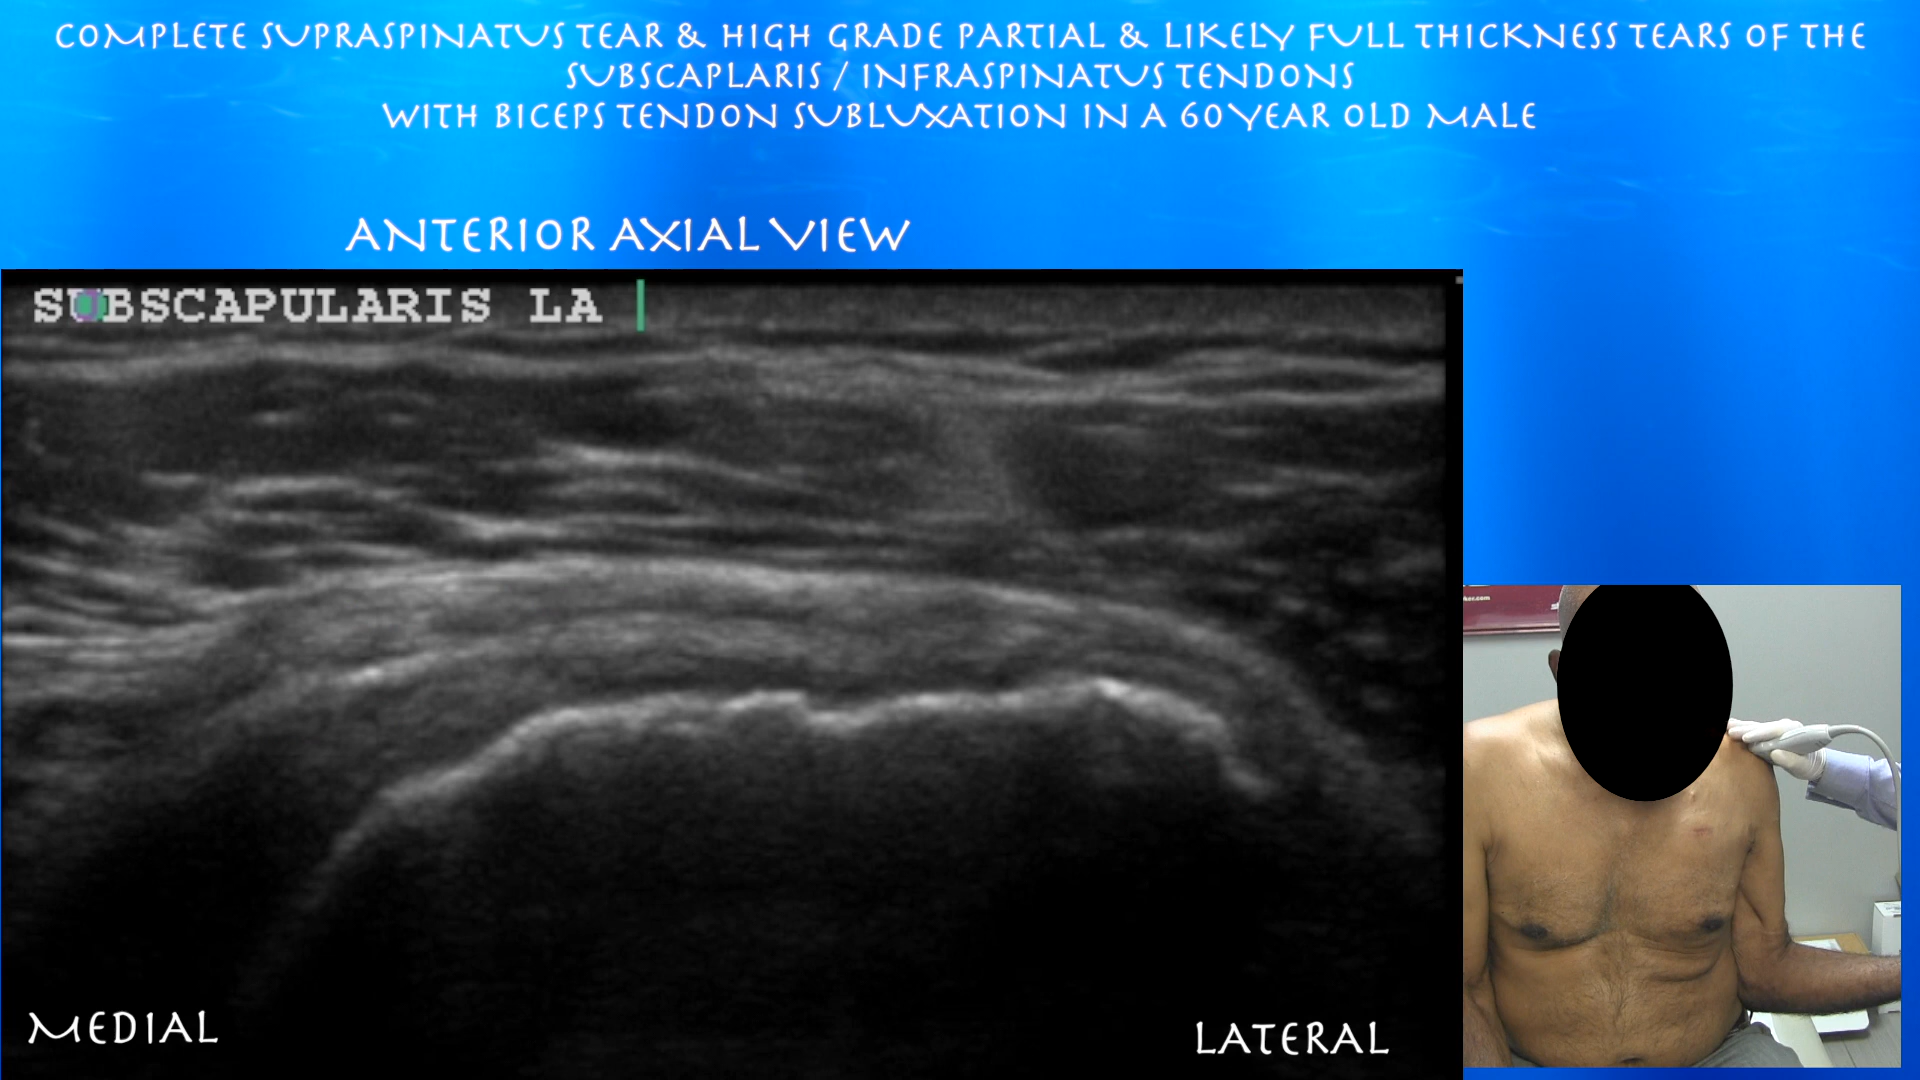 COMPLETE SUPRASPINATUS TEAR & HIGH GRADE PARTIAL & LIKELY FULL THICKNESS TEARS OF THE
SUBSCAPLARIS / INFRASPINATUS TENDONS
WITH BICEPS TENDON SUBLUXATION IN A 60 YEAR OLD MALE
ANTERIOR AXIAL VIEW
SUBSCAPULARIS LA
MEDIAL
LATERAL